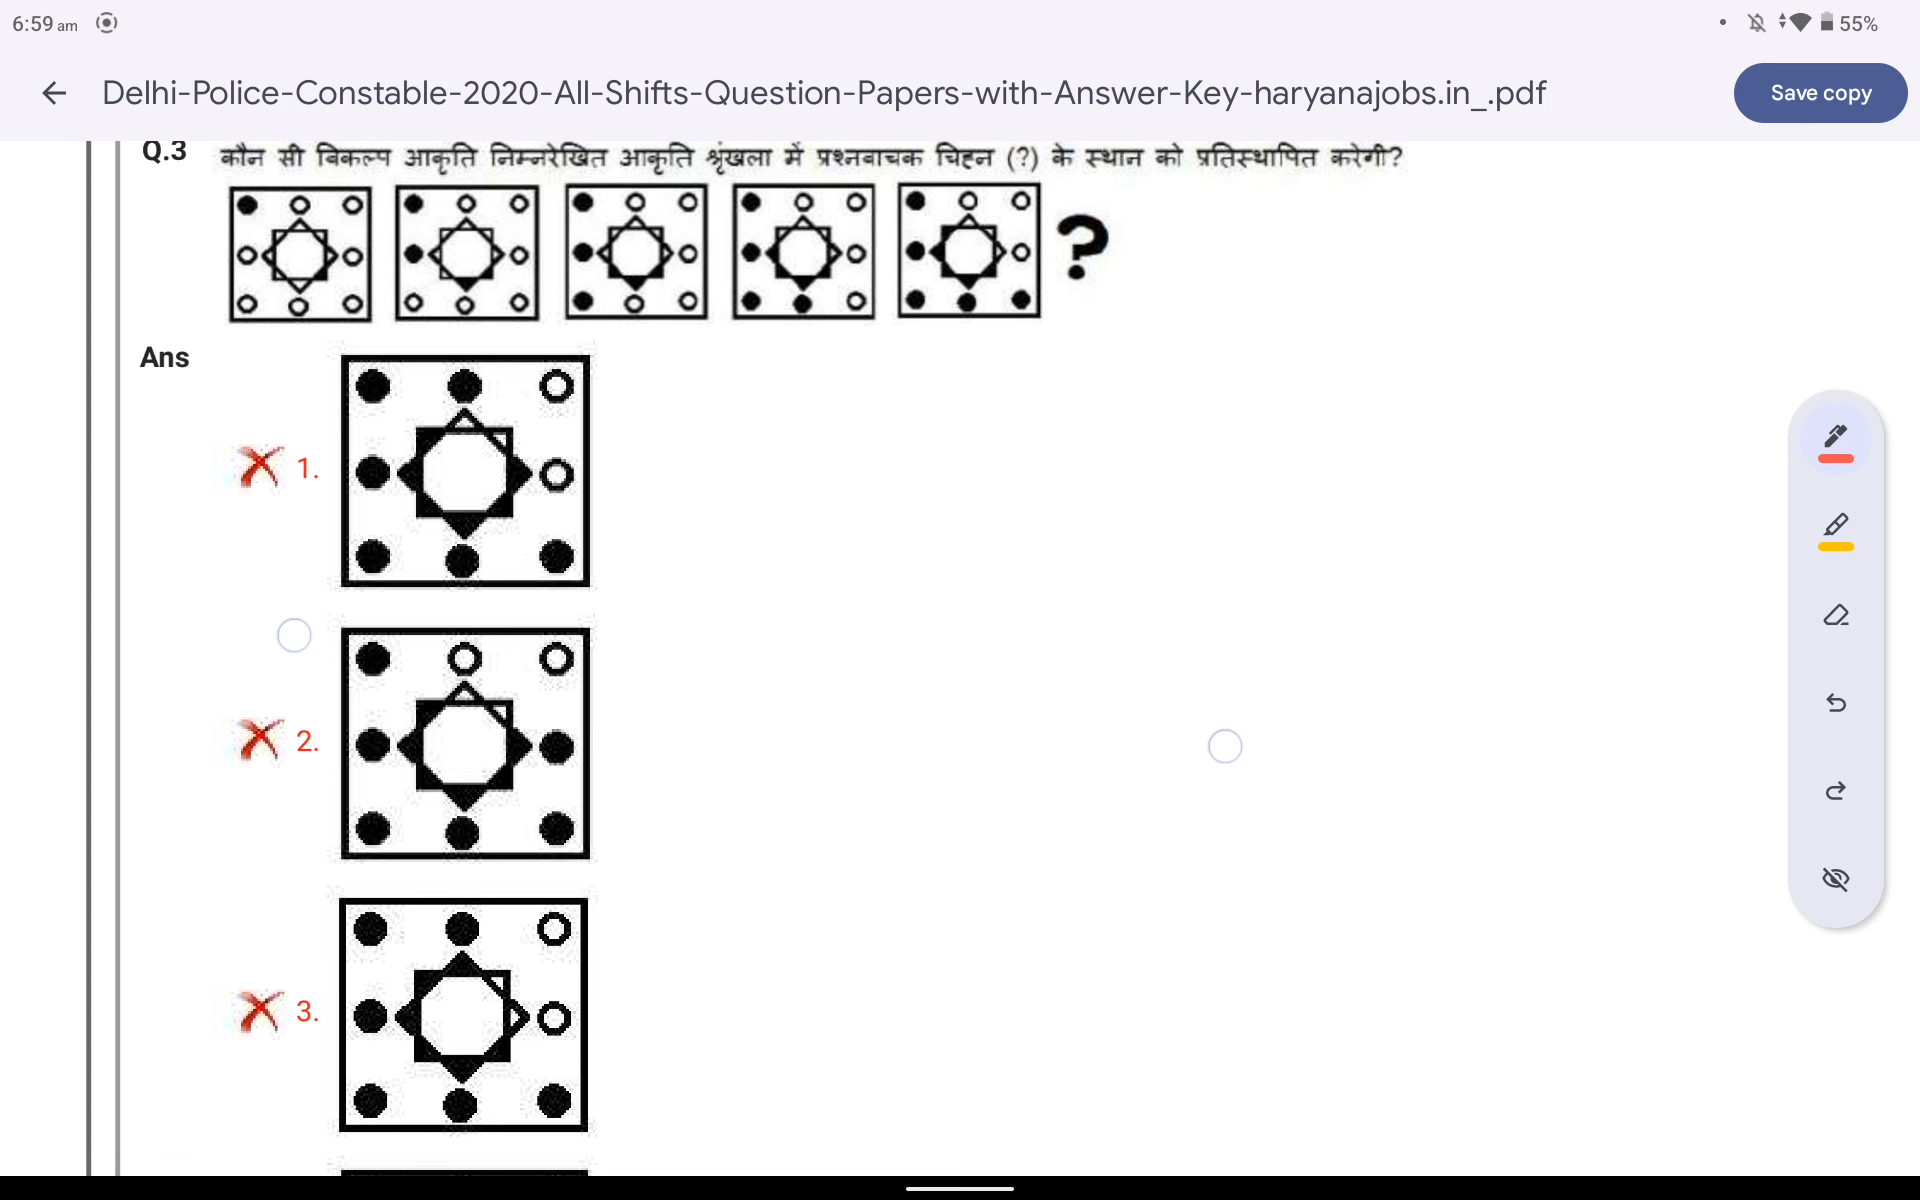 6:59 am
55%
Delhi-Police-Constable-2020-All-Shifts-Question-Papers-with-Answer-Key-haryanajobs.in_.pdf
Save copy
Q.3 कौन सी विकल्प आकृति निम्नरेखित आकृति श्रृंखला में प्रश्नवाचक चिह्न (?) के स्थान को प्रतिस्थापित करेगी?
?
Ans
1.
2.
3.